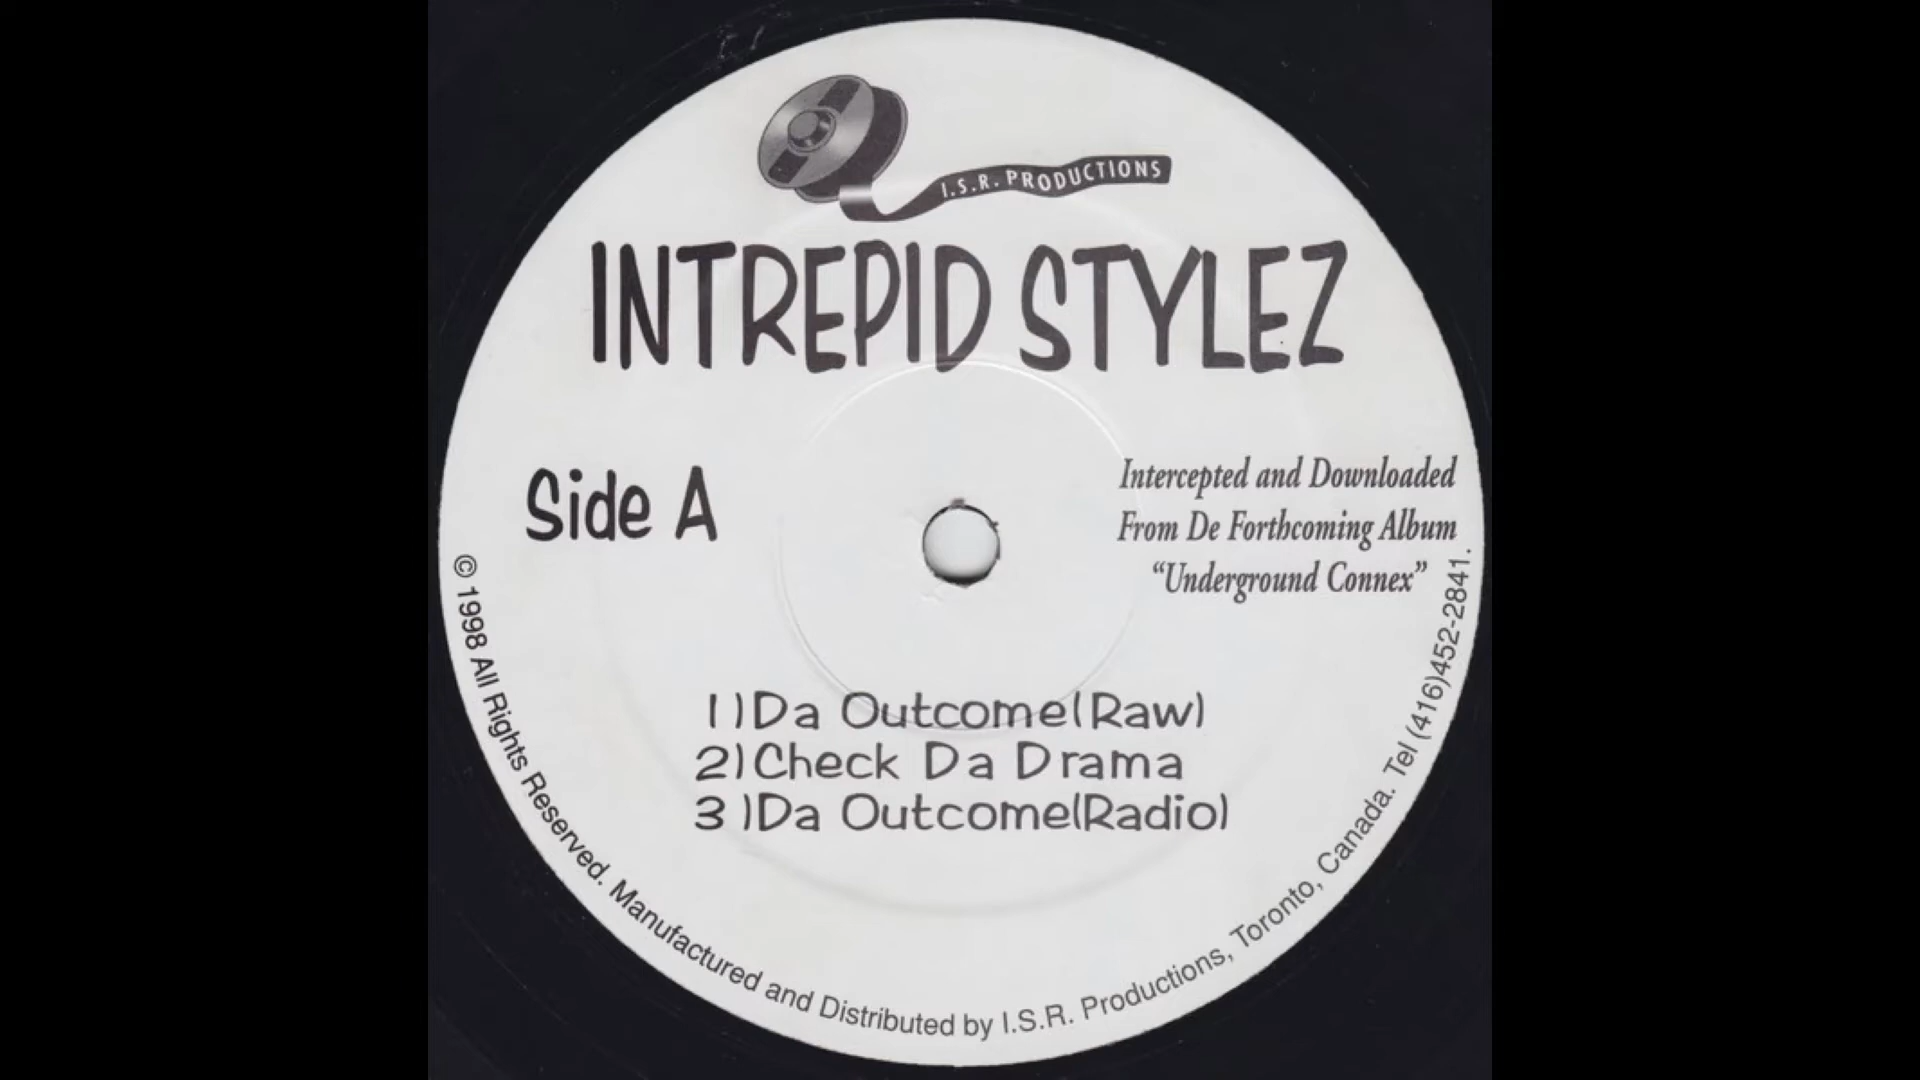 I.S.R. PRODUCTIONS
INTREPID STYLEZ
Side A
Intercepted and Downloaded
From De Forthcoming Album
“Underground Connex”
1)Da Outcome(Raw)
2)Check Da Drama
3)Da Outcome(Radio)
© 1998 All Rights Reserved. Manufactured and Distributed by I.S.R. Productions, Toronto, Canada. Tel (416)452-2841.